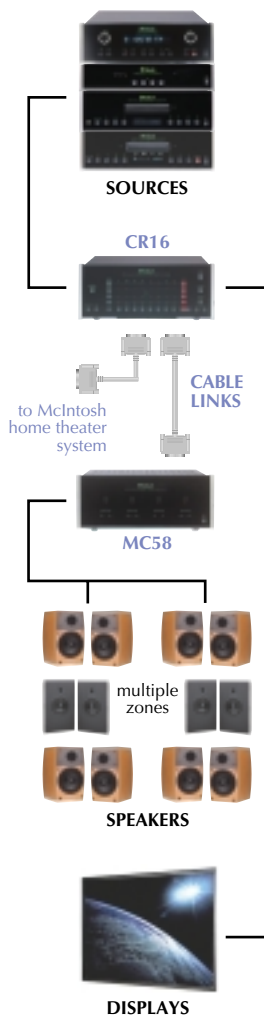 SOURCES
CR16
CABLE
LINKS
to McIntosh
home theater
system
MC58
multiple
zones
SPEAKERS
DISPLAYS